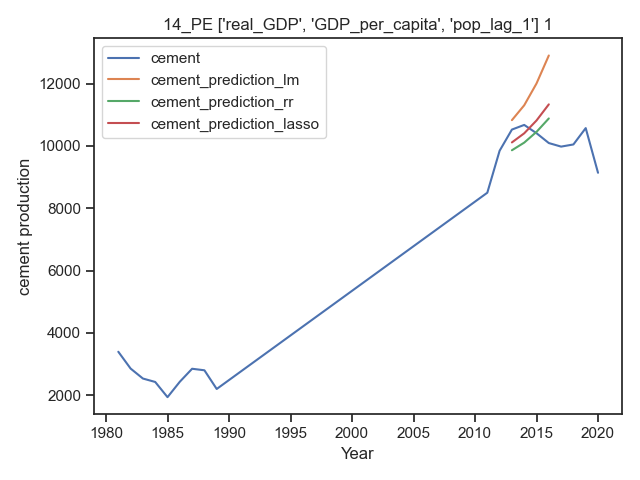 14_PE ['real_GDP', 'GDP_per_capita', 'pop_lag_1'] 1
cement
cement_prediction_lm
cement_prediction_rr
cement_prediction_lasso
cement production
12000
10000
8000
6000
4000
2000
1980 1985 1990 1995 2000 2005 2010 2015 2020
Year